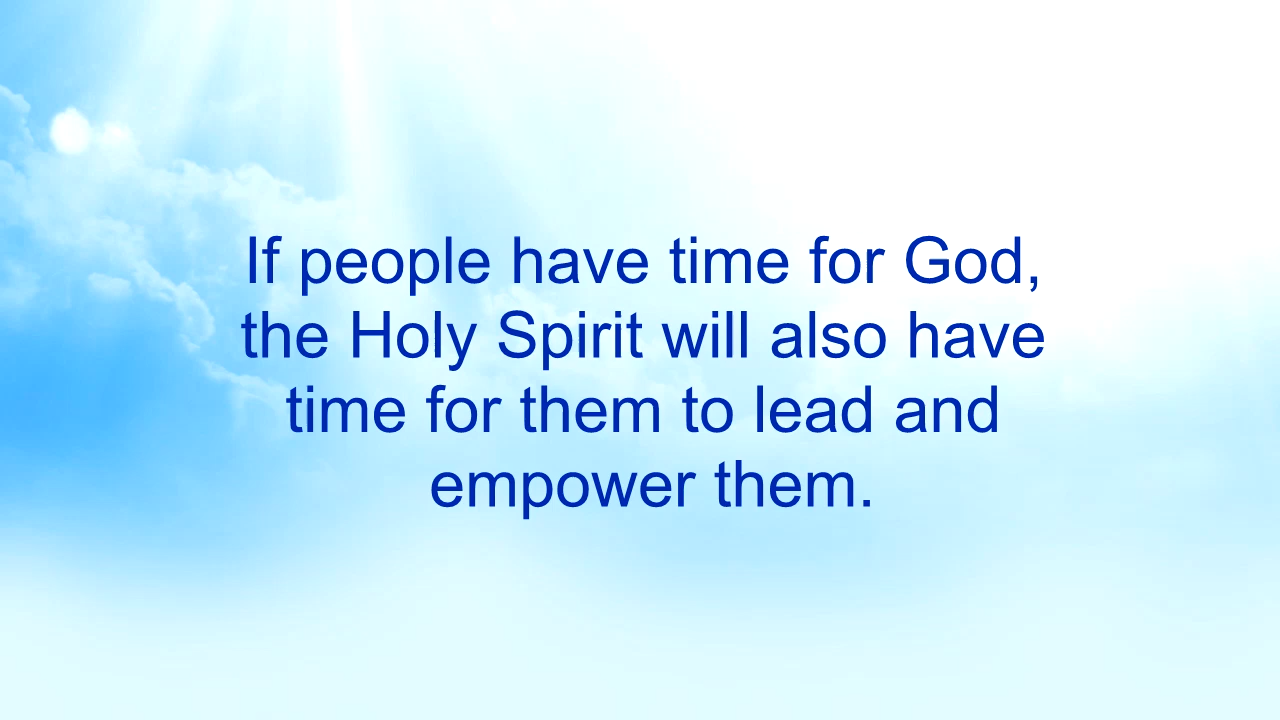 If people have time for God,
the Holy Spirit will also have
time for them to lead and
empower them.